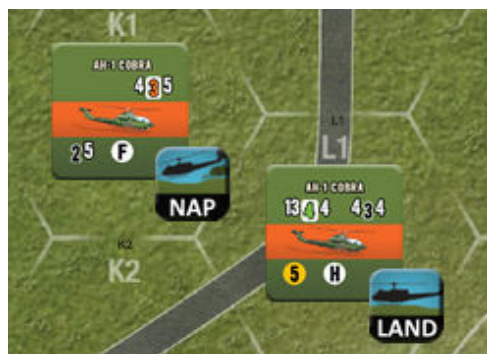 K1
AH-1 COBRA
4 3 5
2 5 F
NAP
L1
L1
AH-1 COBRA
13 4 4 4 3 4
5 H
LAND
K2
K2